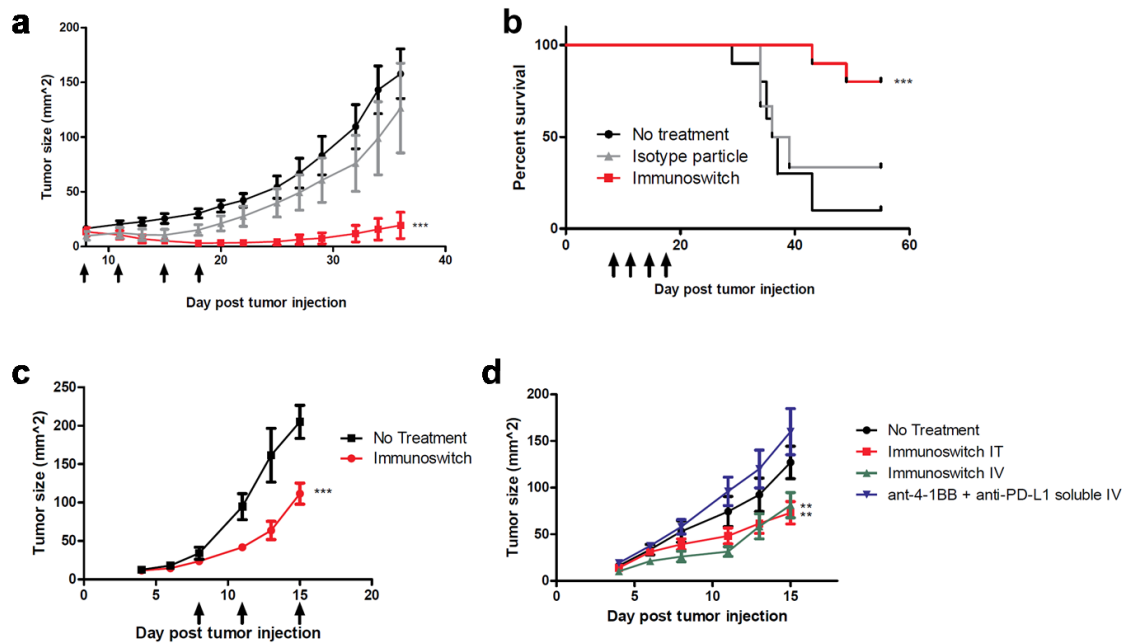 a
200
150
100
50
0
10
20
30
40
Tumor size (mm^2)
Day post tumor injection
***
b
100
50
0
0
20
40
60
Percent survival
Day post tumor injection
No treatment
Isotype particle
Immunoswitch
***
c
250
200
150
100
50
0
0
5
10
15
20
Tumor size (mm^2)
Day post tumor injection
No Treatment
Immunoswitch
***
d
200
150
100
50
0
0
5
10
15
Tumor size (mm^2)
Day post tumor injection
No Treatment
Immunoswitch IT
Immunoswitch IV
ant-4-1BB + anti-PD-L1 soluble IV
**
**